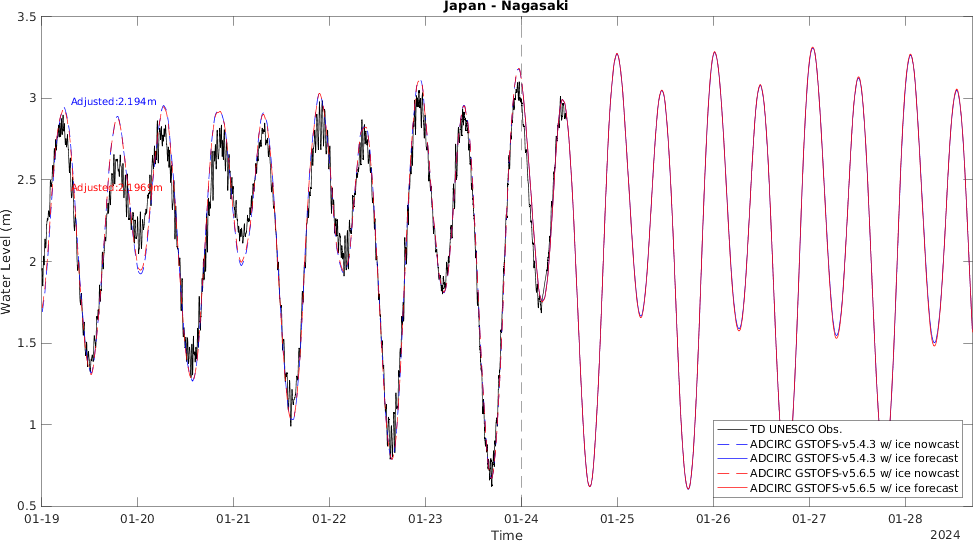 Japan - Nagasaki
3.5
3
2.5
2
1.5
1
0.5
Water Level (m)
Adjusted:2.194m
Adjusted:2.1969m
TD UNESCO Obs.
ADCIRC GSTOFS-v5.4.3 w/ ice nowcast
ADCIRC GSTOFS-v5.4.3 w/ ice forecast
ADCIRC GSTOFS-v5.6.5 w/ ice nowcast
ADCIRC GSTOFS-v5.6.5 w/ ice forecast
01-19 01-20 01-21 01-22 01-23 01-24 01-25 01-26 01-27 01-28
Time
2024